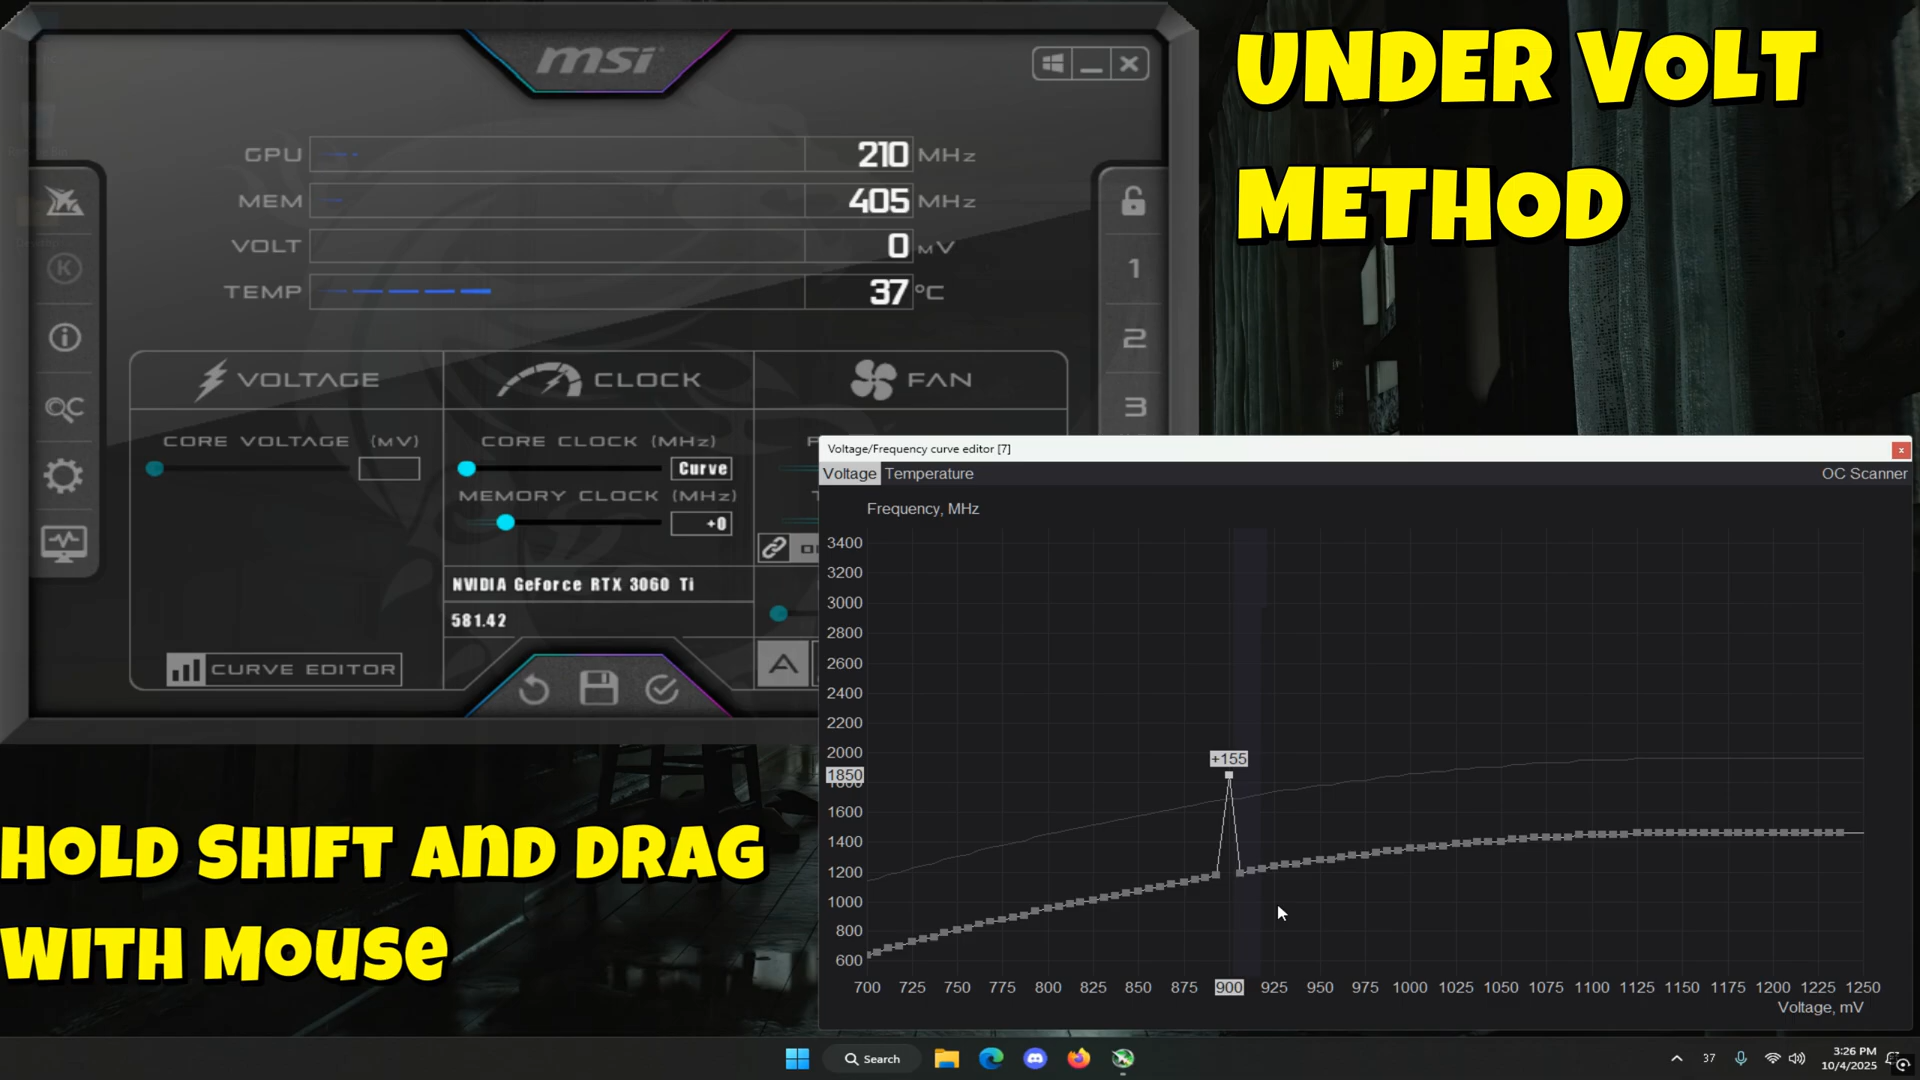 UNDER VOLT
METHOD
msi
GPU 210 MHz
MEM 405 MHz
VOLT 0 MV
TEMP 37 °C
K
OC
1
2
3
VOLTAGE
CLOCK
FAN
CORE VOLTAGE (MV)
CORE CLOCK (MHz)
Curve
MEMORY CLOCK (MHz)
+0
NVIDIA GeForce RTX 3060 Ti
581.42
CURVE EDITOR
A
Voltage/Frequency curve editor [7]
x
Voltage Temperature
OC Scanner
Frequency, MHz
3400
3200
3000
2800
2600
2400
2200
2000
1850
1600
1400
1200
1000
800
600
+155
700 725 750 775 800 825 850 875 900 925 950 975 1000 1025 1050 1075 1100 1125 1150 1175 1200 1225 1250
Voltage, mV
HOLD SHIFT AND DRAG
WITH MOUSE
Search
37
3:26 PM
10/4/2025